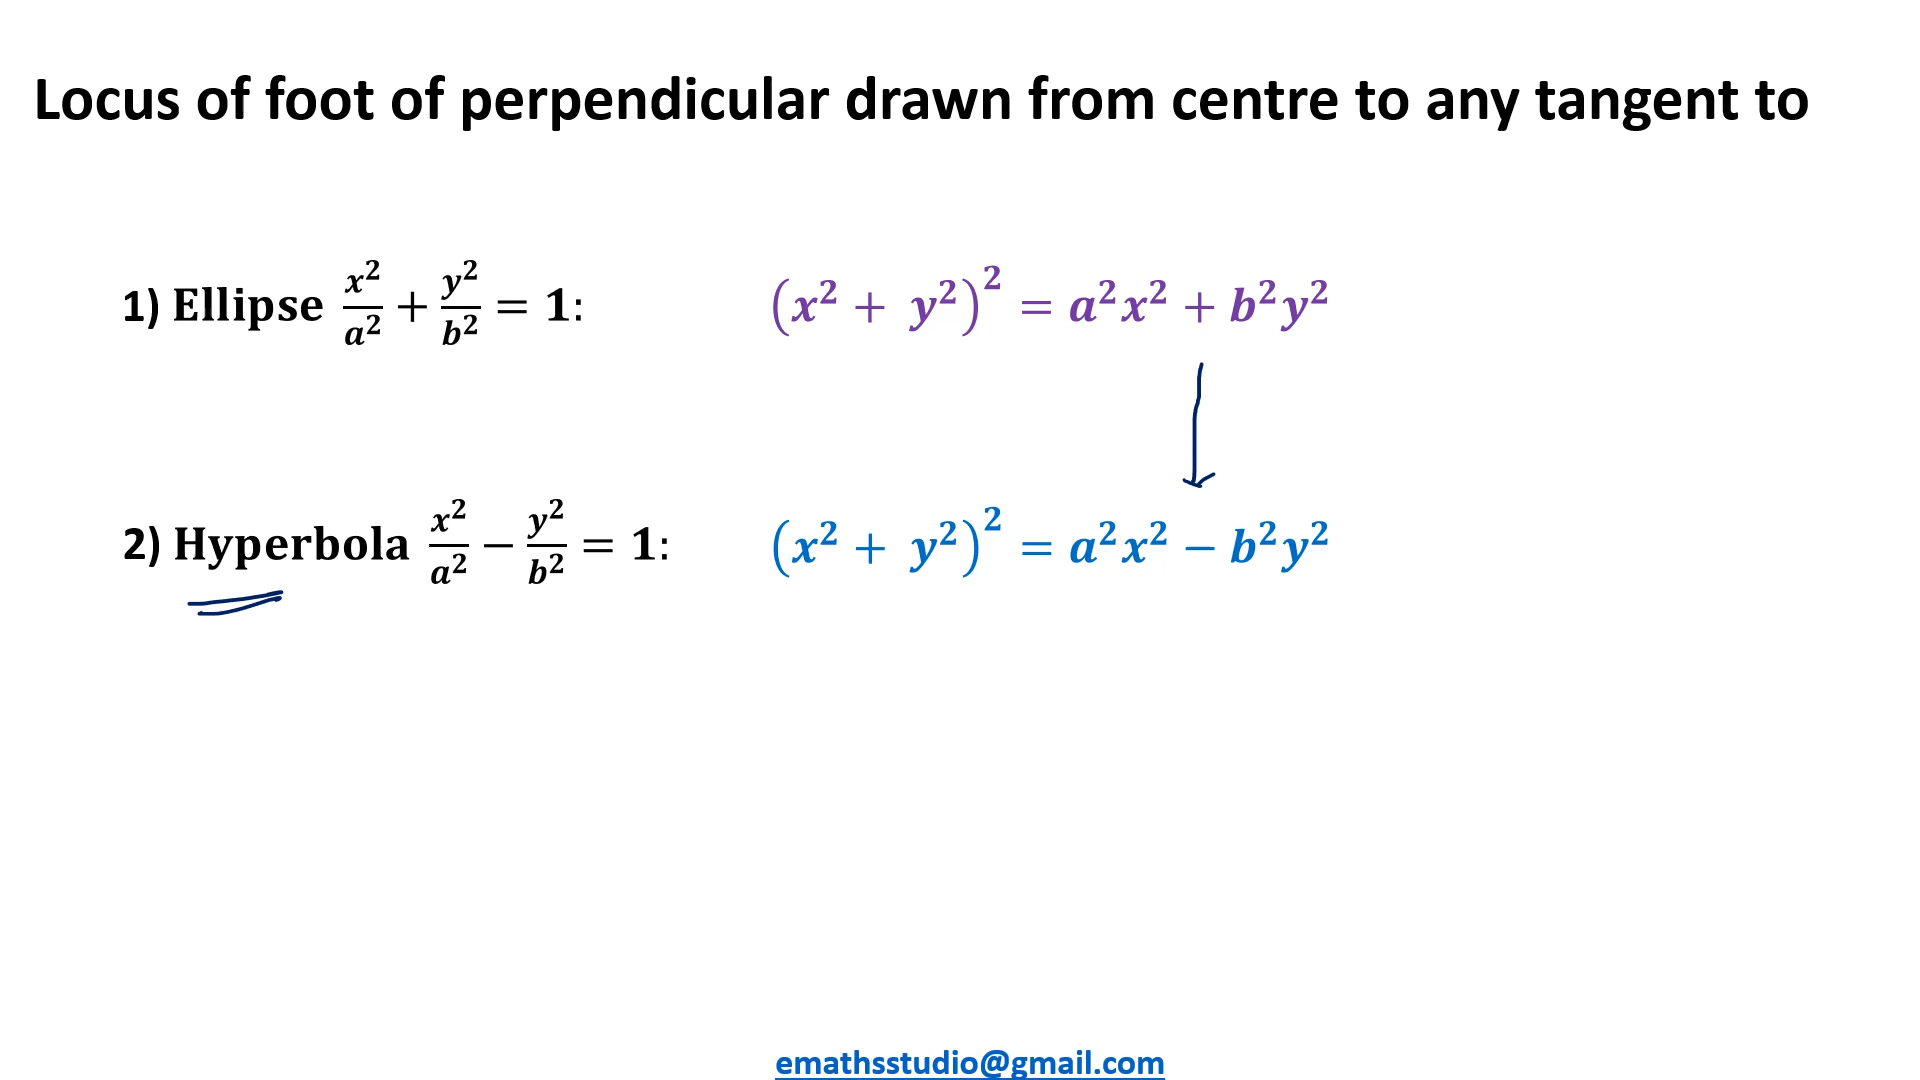 Locus of foot of perpendicular drawn from centre to any tangent to
1) Ellipse x²/a² + y²/b² = 1: (x² + y²)² = a²x² + b²y²
2) Hyperbola x²/a² − y²/b² = 1: (x² + y²)² = a²x² − b²y²
emathsstudio@gmail.com